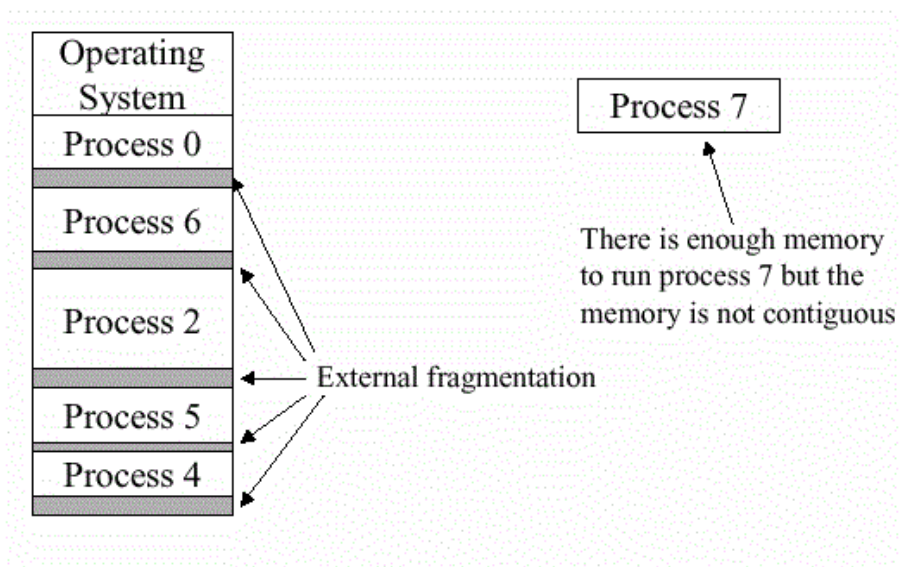 Operating
System
Process 0
Process 6
Process 2
Process 5
Process 4
External fragmentation
Process 7
There is enough memory
to run process 7 but the
memory is not contiguous